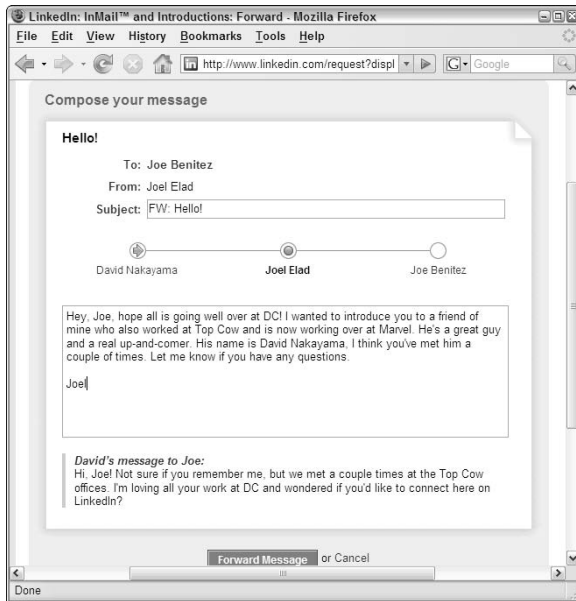 LinkedIn: InMail™ and Introductions: Forward - Mozilla Firefox
File Edit View History Bookmarks Tools Help
http://www.linkedin.com/request?displ G Google
Compose your message
Hello!
To: Joe Benitez
From: Joel Elad
Subject: FW: Hello!
David Nakayama Joel Elad Joe Benitez
Hey, Joe, hope all is going well over at DC! I wanted to introduce you to a friend of
mine who also worked at Top Cow and is now working over at Marvel. He's a great guy
and a real up-and-comer. His name is David Nakayama, I think you've met him a
couple of times. Let me know if you have any questions.
Joel
David's message to Joe:
Hi, Joe! Not sure if you remember me, but we met a couple times at the Top Cow
offices. I'm loving all your work at DC and wondered if you'd like to connect here on
LinkedIn?
Forward Message or Cancel
Done